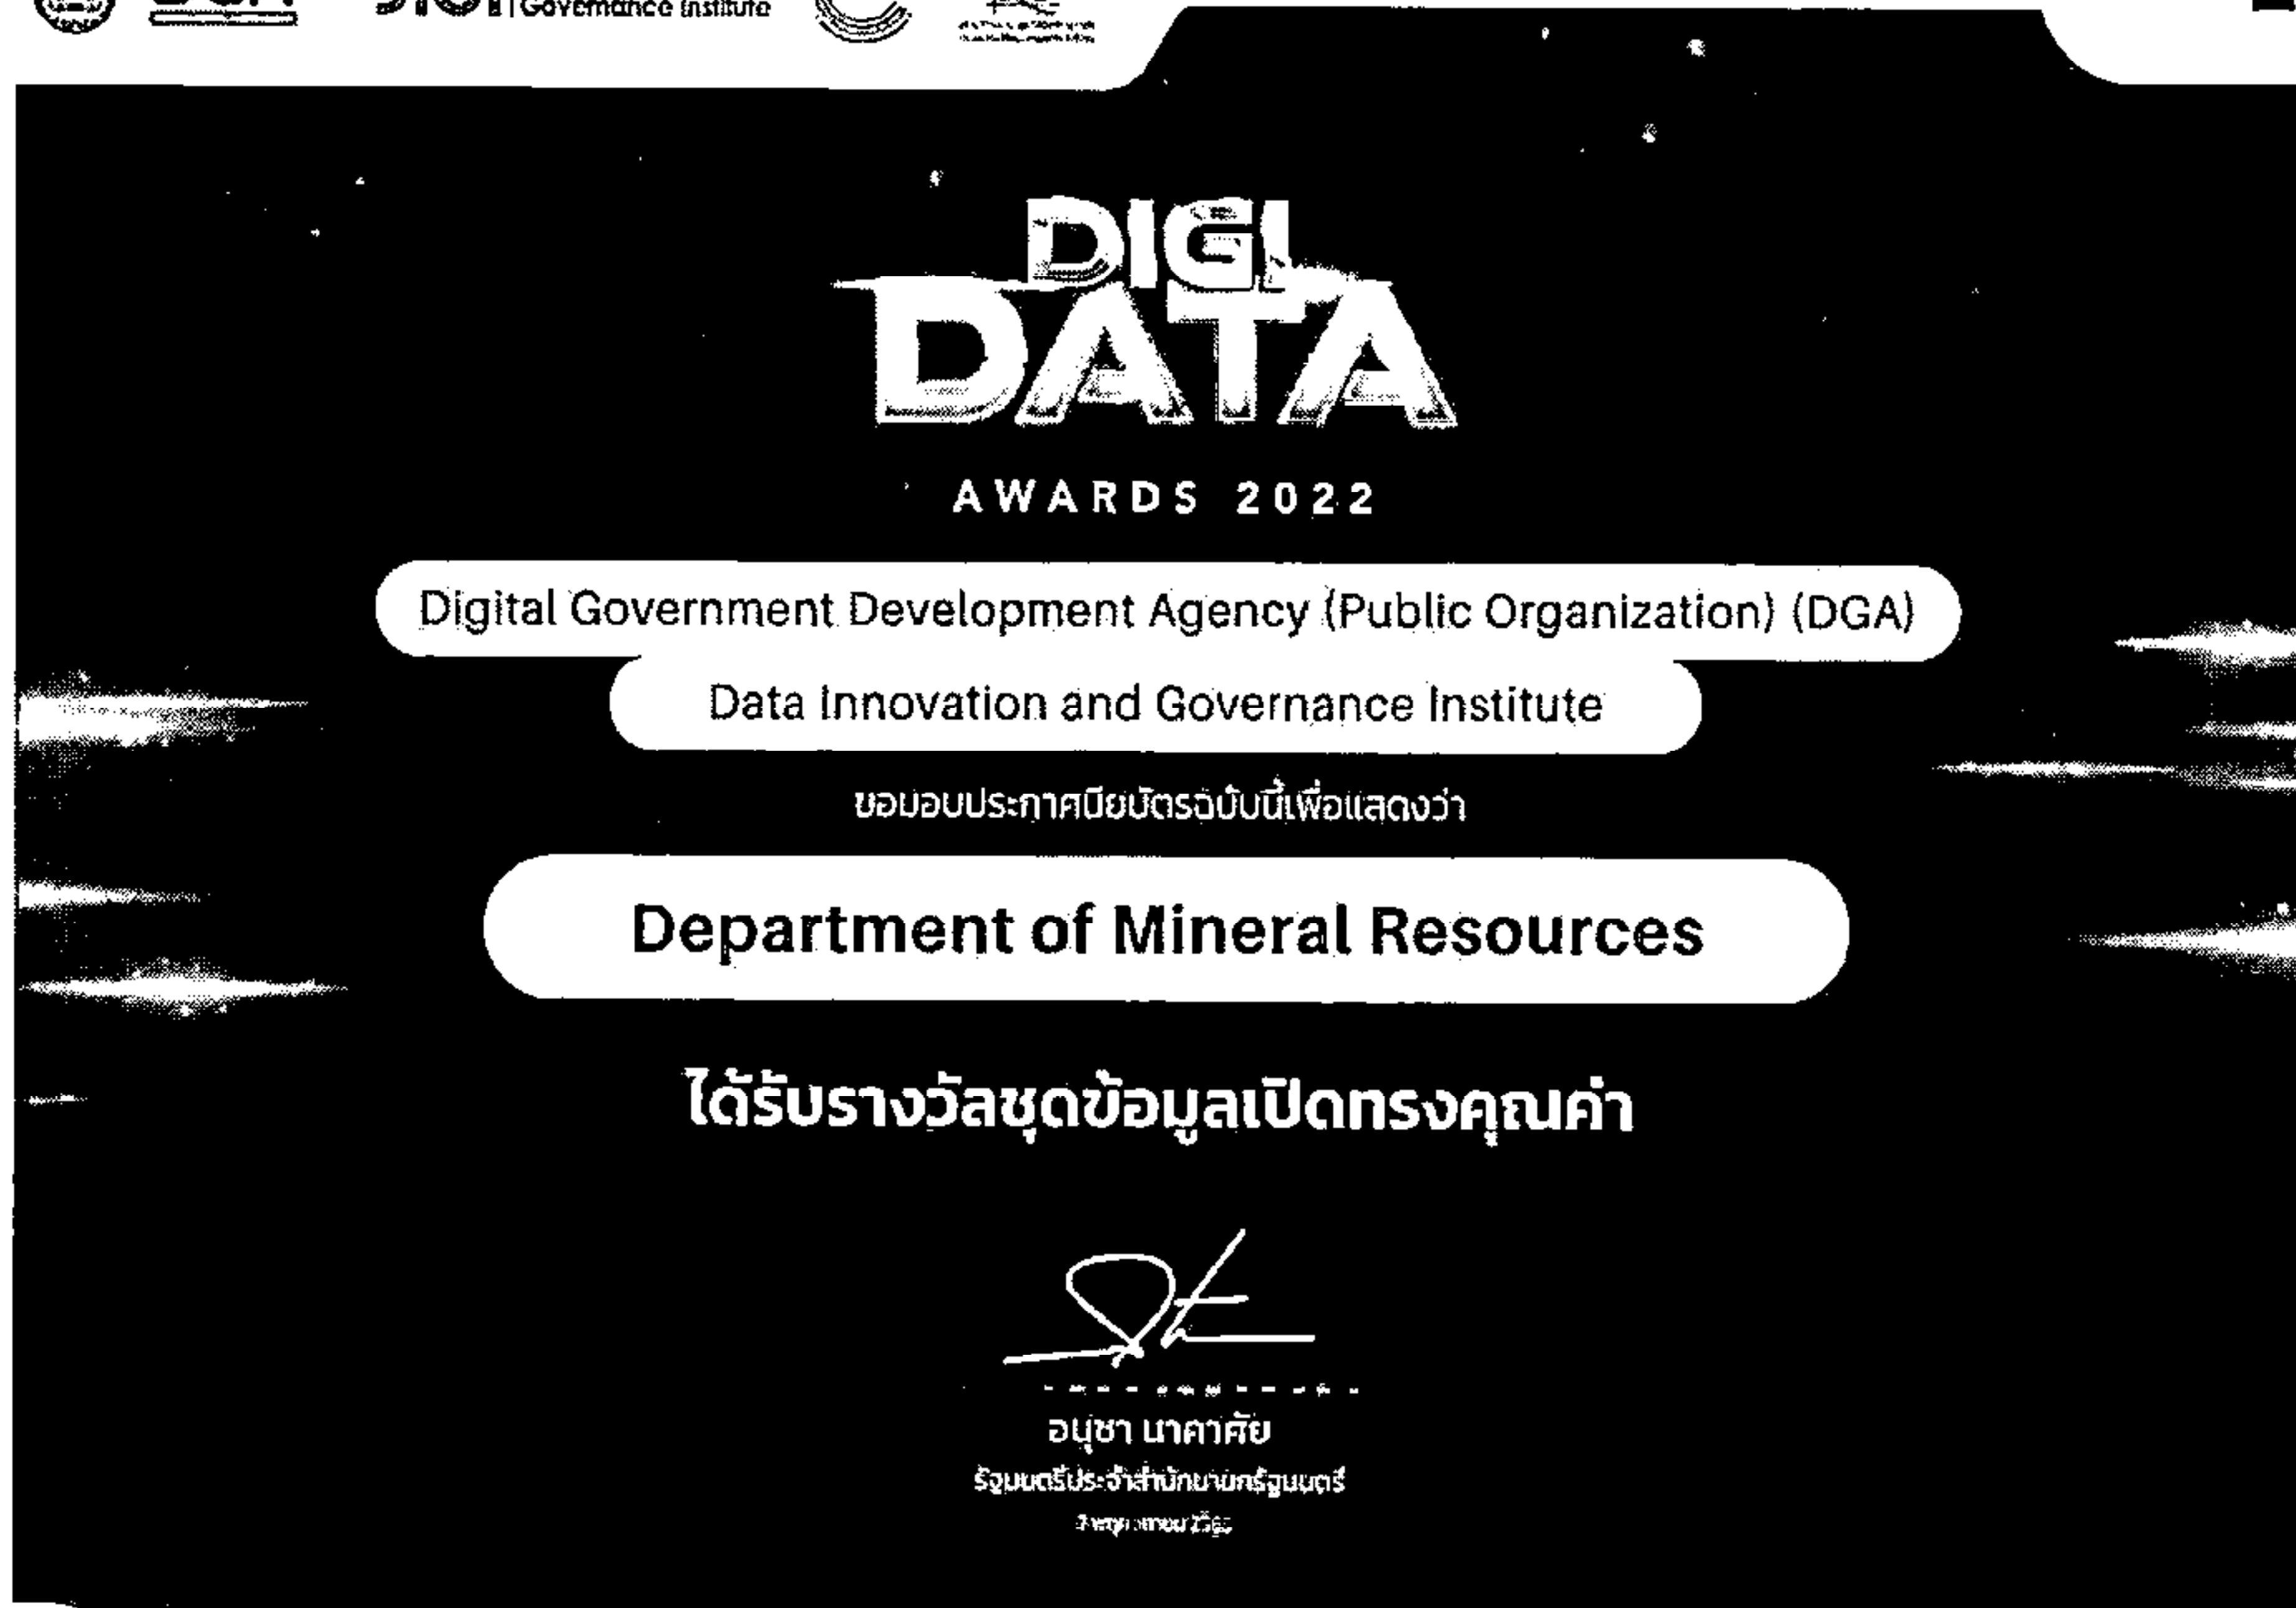 Governance Institute
DIGI
DATA
AWARDS 2022
Digital Government Development Agency (Public Organization) (DGA)
Data Innovation and Governance Institute
ขอมอบประกาศนียบัตรฉบับนี้เพื่อแสดงว่า
Department of Mineral Resources
ได้รับรางวัลชุดข้อมูลเปิดทรงคุณค่า
อนุชา นาคาศัย
รัฐมนตรีประจำสำนักนายกรัฐมนตรี